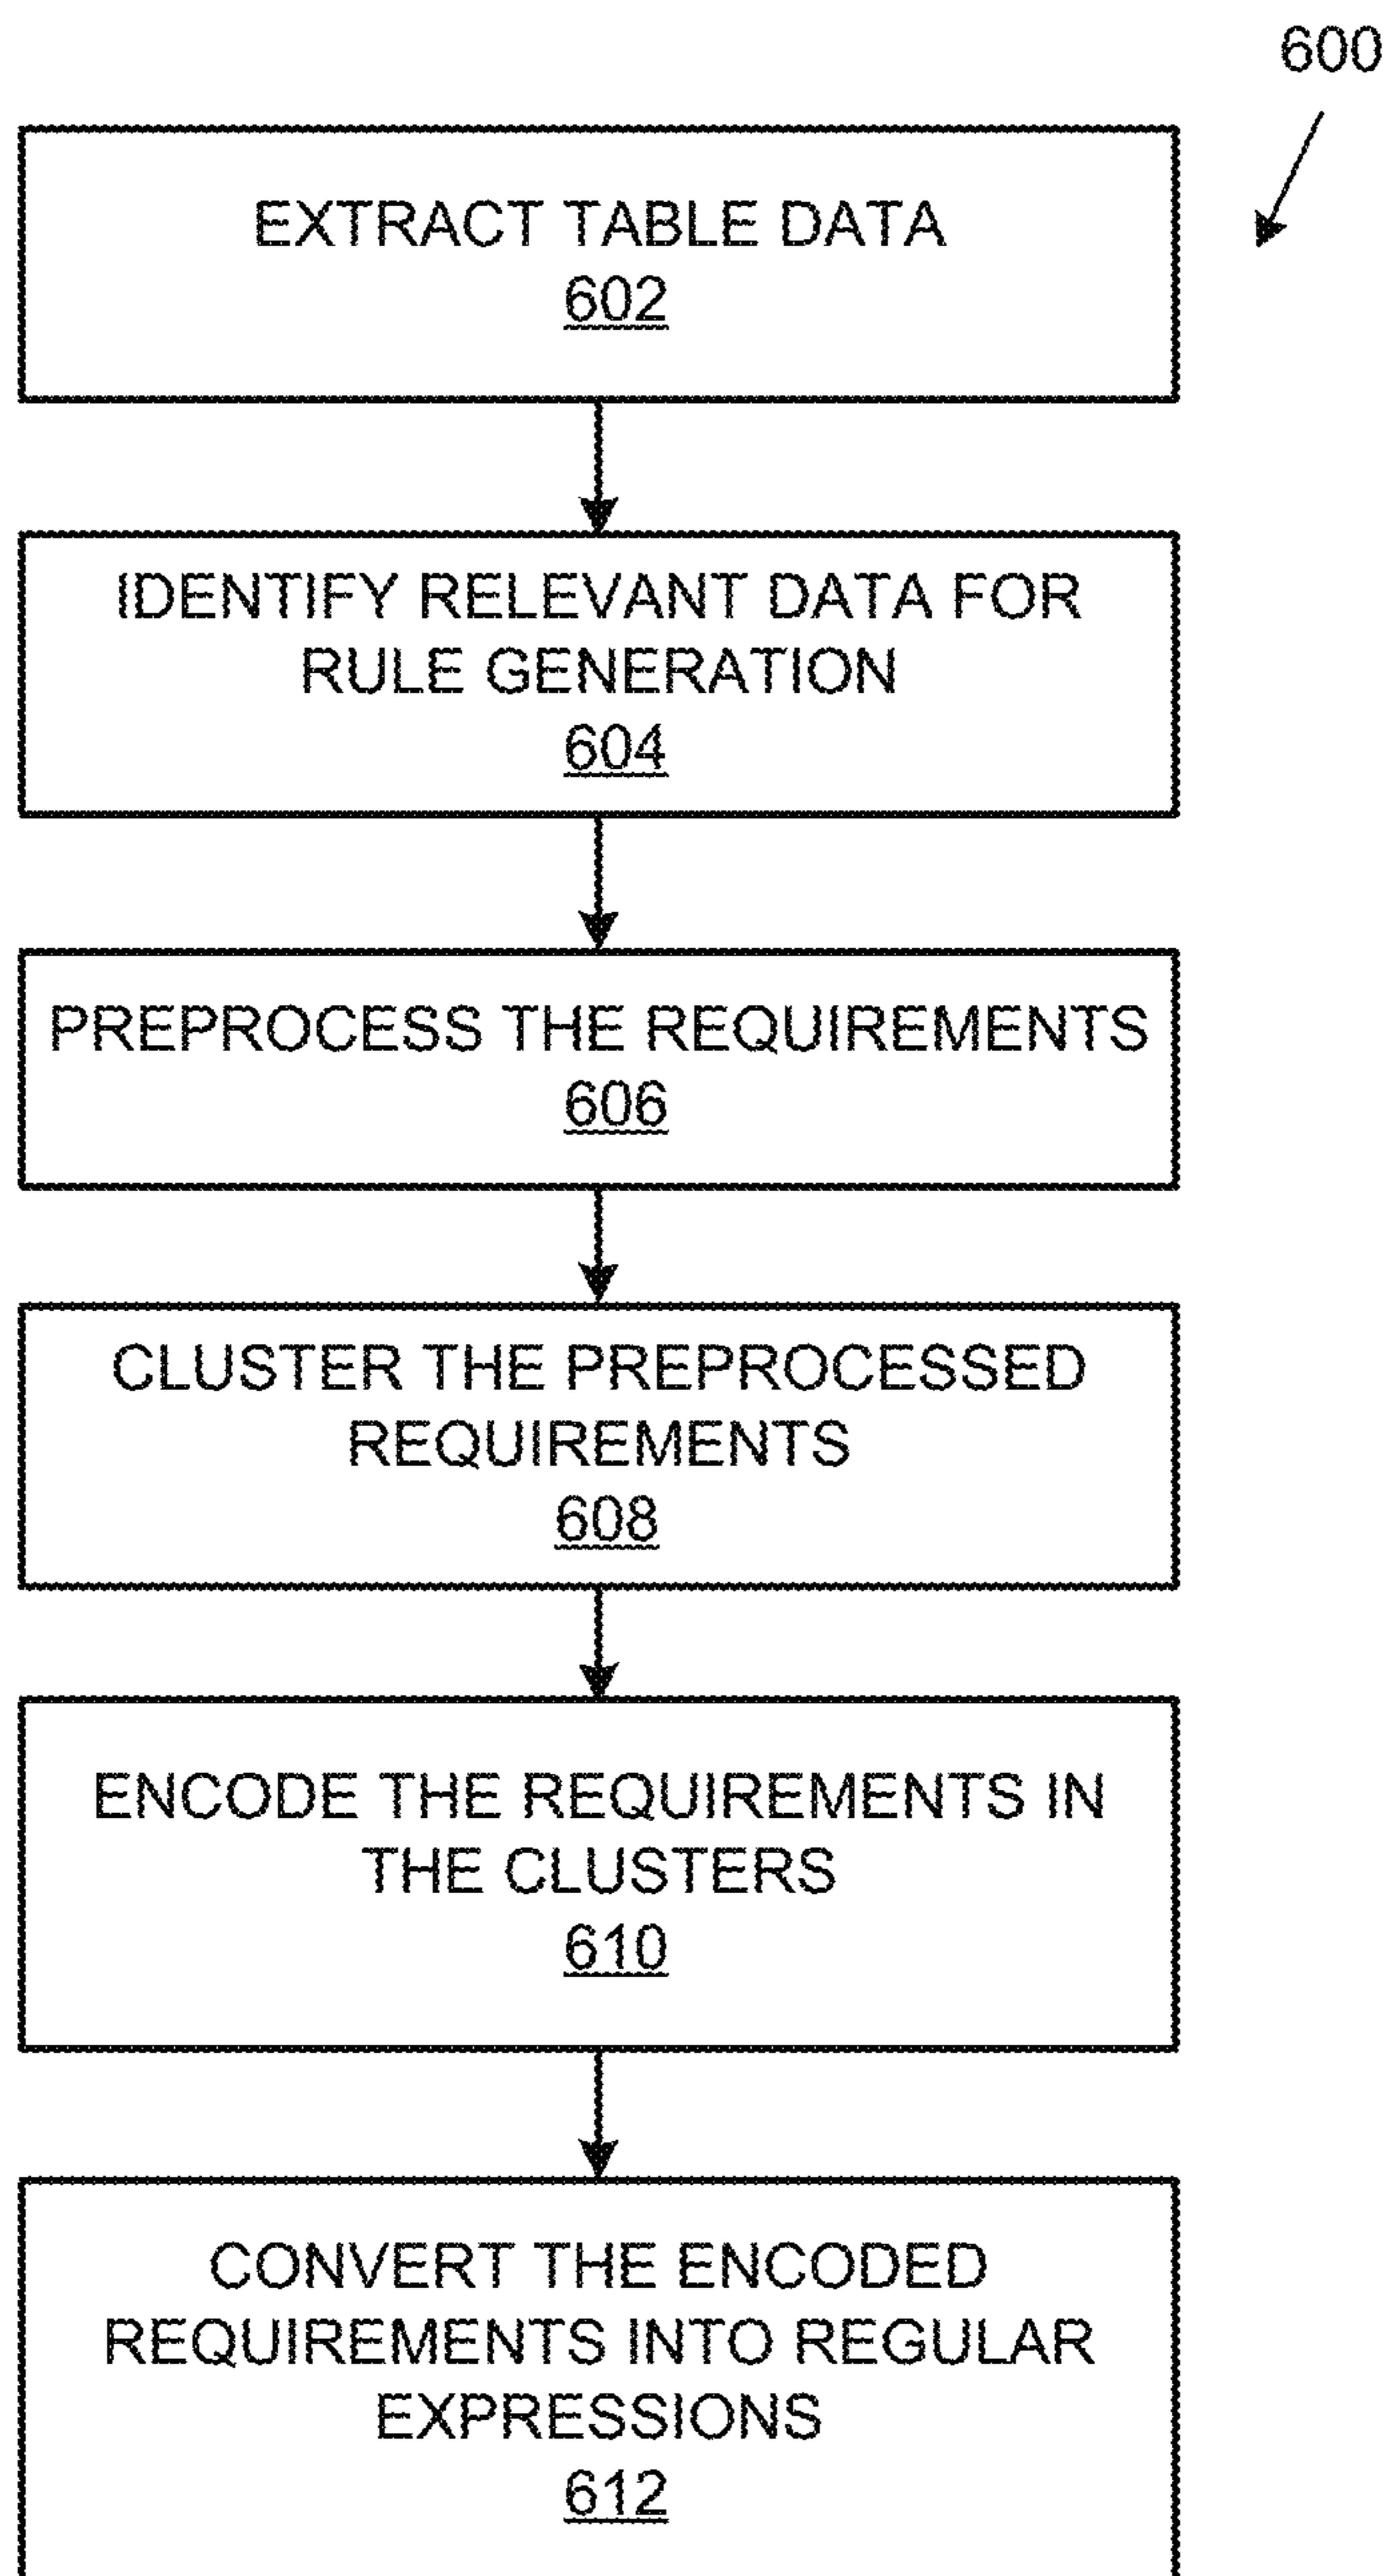 600
EXTRACT TABLE DATA
602
IDENTIFY RELEVANT DATA FOR
RULE GENERATION
604
PREPROCESS THE REQUIREMENTS
606
CLUSTER THE PREPROCESSED
REQUIREMENTS
608
ENCODE THE REQUIREMENTS IN
THE CLUSTERS
610
CONVERT THE ENCODED
REQUIREMENTS INTO REGULAR
EXPRESSIONS
612